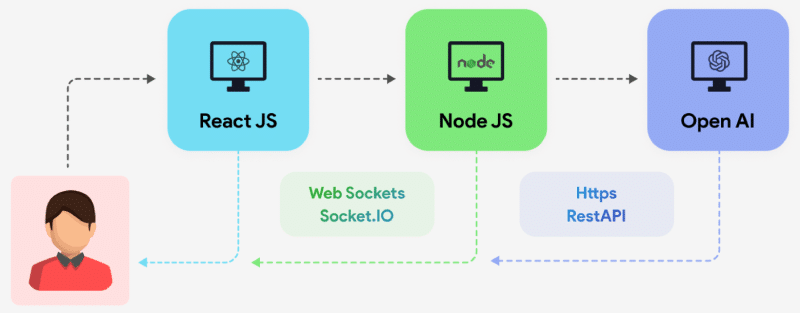 node
React JS
Node JS
Open AI
Web Sockets
Socket.IO
Https
RestAPI